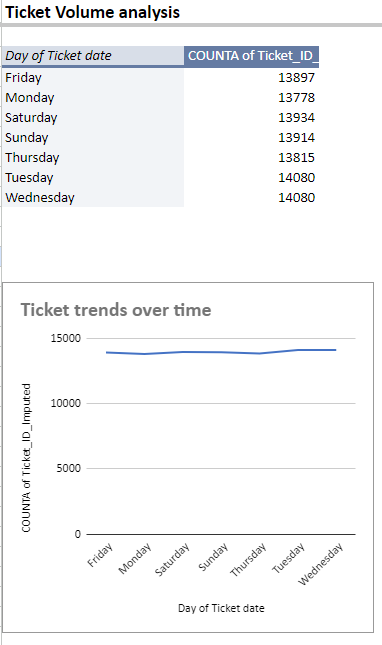 Ticket Volume analysis
Day of Ticket date COUNTA of Ticket_ID_
Friday 13897
Monday 13778
Saturday 13934
Sunday 13914
Thursday 13815
Tuesday 14080
Wednesday 14080
Ticket trends over time
COUNTA of Ticket_ID_Imputed
15000
10000
5000
0
Friday Monday Saturday Sunday Thursday Tuesday Wednesday
Day of Ticket date